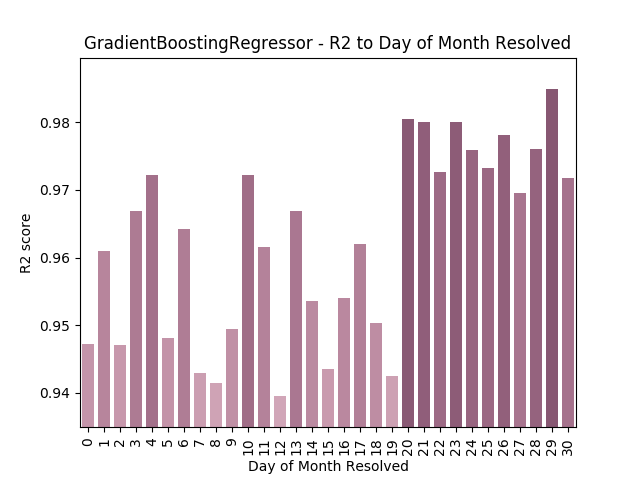 GradientBoostingRegressor - R2 to Day of Month Resolved
R2 score
0.98
0.97
0.96
0.95
0.94
0 1 2 3 4 5 6 7 8 9 10 11 12 13 14 15 16 17 18 19 20 21 22 23 24 25 26 27 28 29 30
Day of Month Resolved